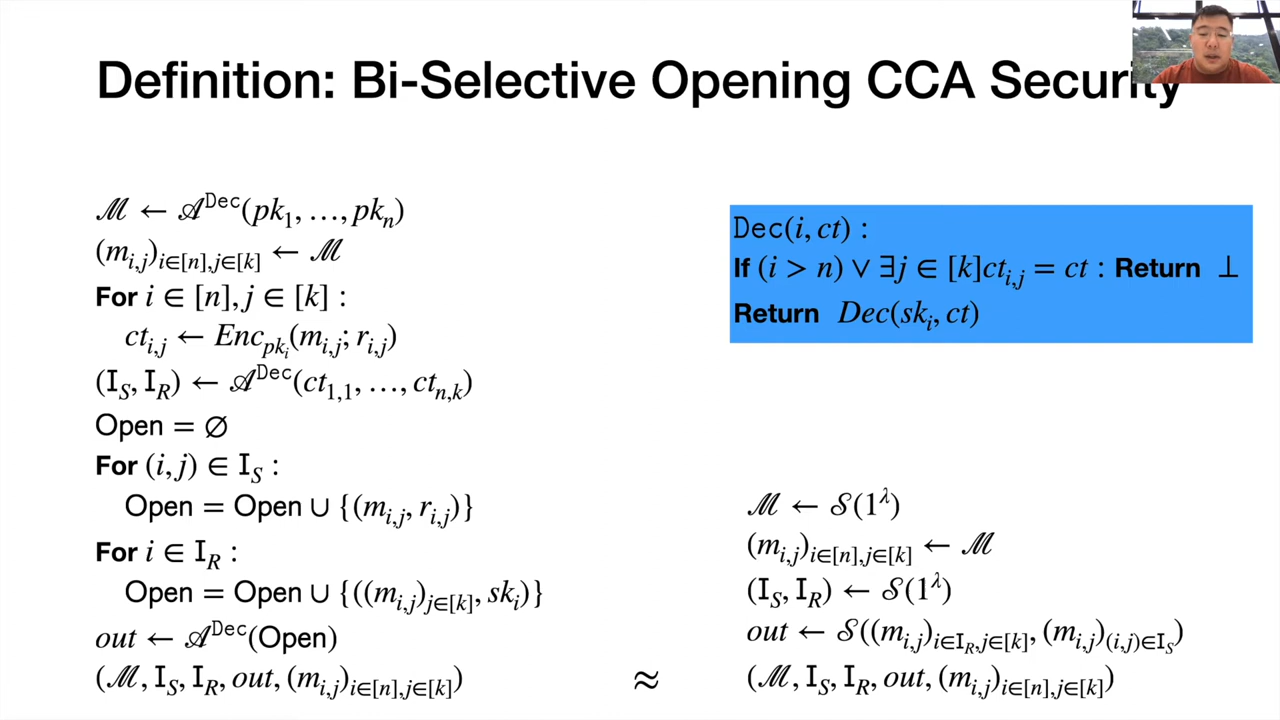 Definition: Bi-Selective Opening CCA Security
ℳ ← 𝒜^Dec(pk₁, …, pkₙ)
(m_{i,j})_{i∈[n],j∈[k]} ← ℳ
For i ∈ [n], j ∈ [k] :
ct_{i,j} ← Enc_{pk_i}(m_{i,j}; r_{i,j})
(I_S, I_R) ← 𝒜^Dec(ct_{1,1}, …, ct_{n,k})
Open = ∅
For (i, j) ∈ I_S :
Open = Open ∪ {(m_{i,j}, r_{i,j})}
For i ∈ I_R :
Open = Open ∪ {((m_{i,j})_{j∈[k]}, sk_i)}
out ← 𝒜^Dec(Open)
(ℳ, I_S, I_R, out, (m_{i,j})_{i∈[n],j∈[k]})
≈
Dec(i, ct) :
If (i > n) ∨ ∃j ∈ [k]ct_{i,j} = ct : Return ⊥
Return Dec(sk_i, ct)
ℳ ← 𝒮(1^λ)
(m_{i,j})_{i∈[n],j∈[k]} ← ℳ
(I_S, I_R) ← 𝒮(1^λ)
out ← 𝒮((m_{i,j})_{i∈I_R,j∈[k]}, (m_{i,j})_{(i,j)∈I_S})
(ℳ, I_S, I_R, out, (m_{i,j})_{i∈[n],j∈[k]})